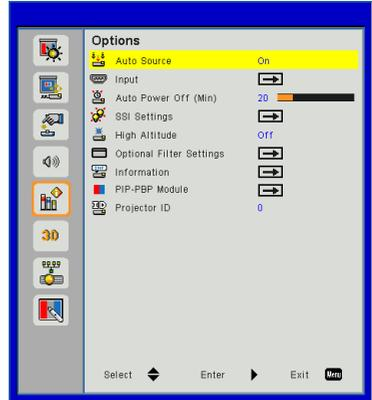 Options
Auto Source On
Input
Auto Power Off (Min) 20
SSI Settings
High Altitude Off
Optional Filter Settings
Information
PIP-PBP Module
Projector ID 0
3D
Select Enter Exit Menu